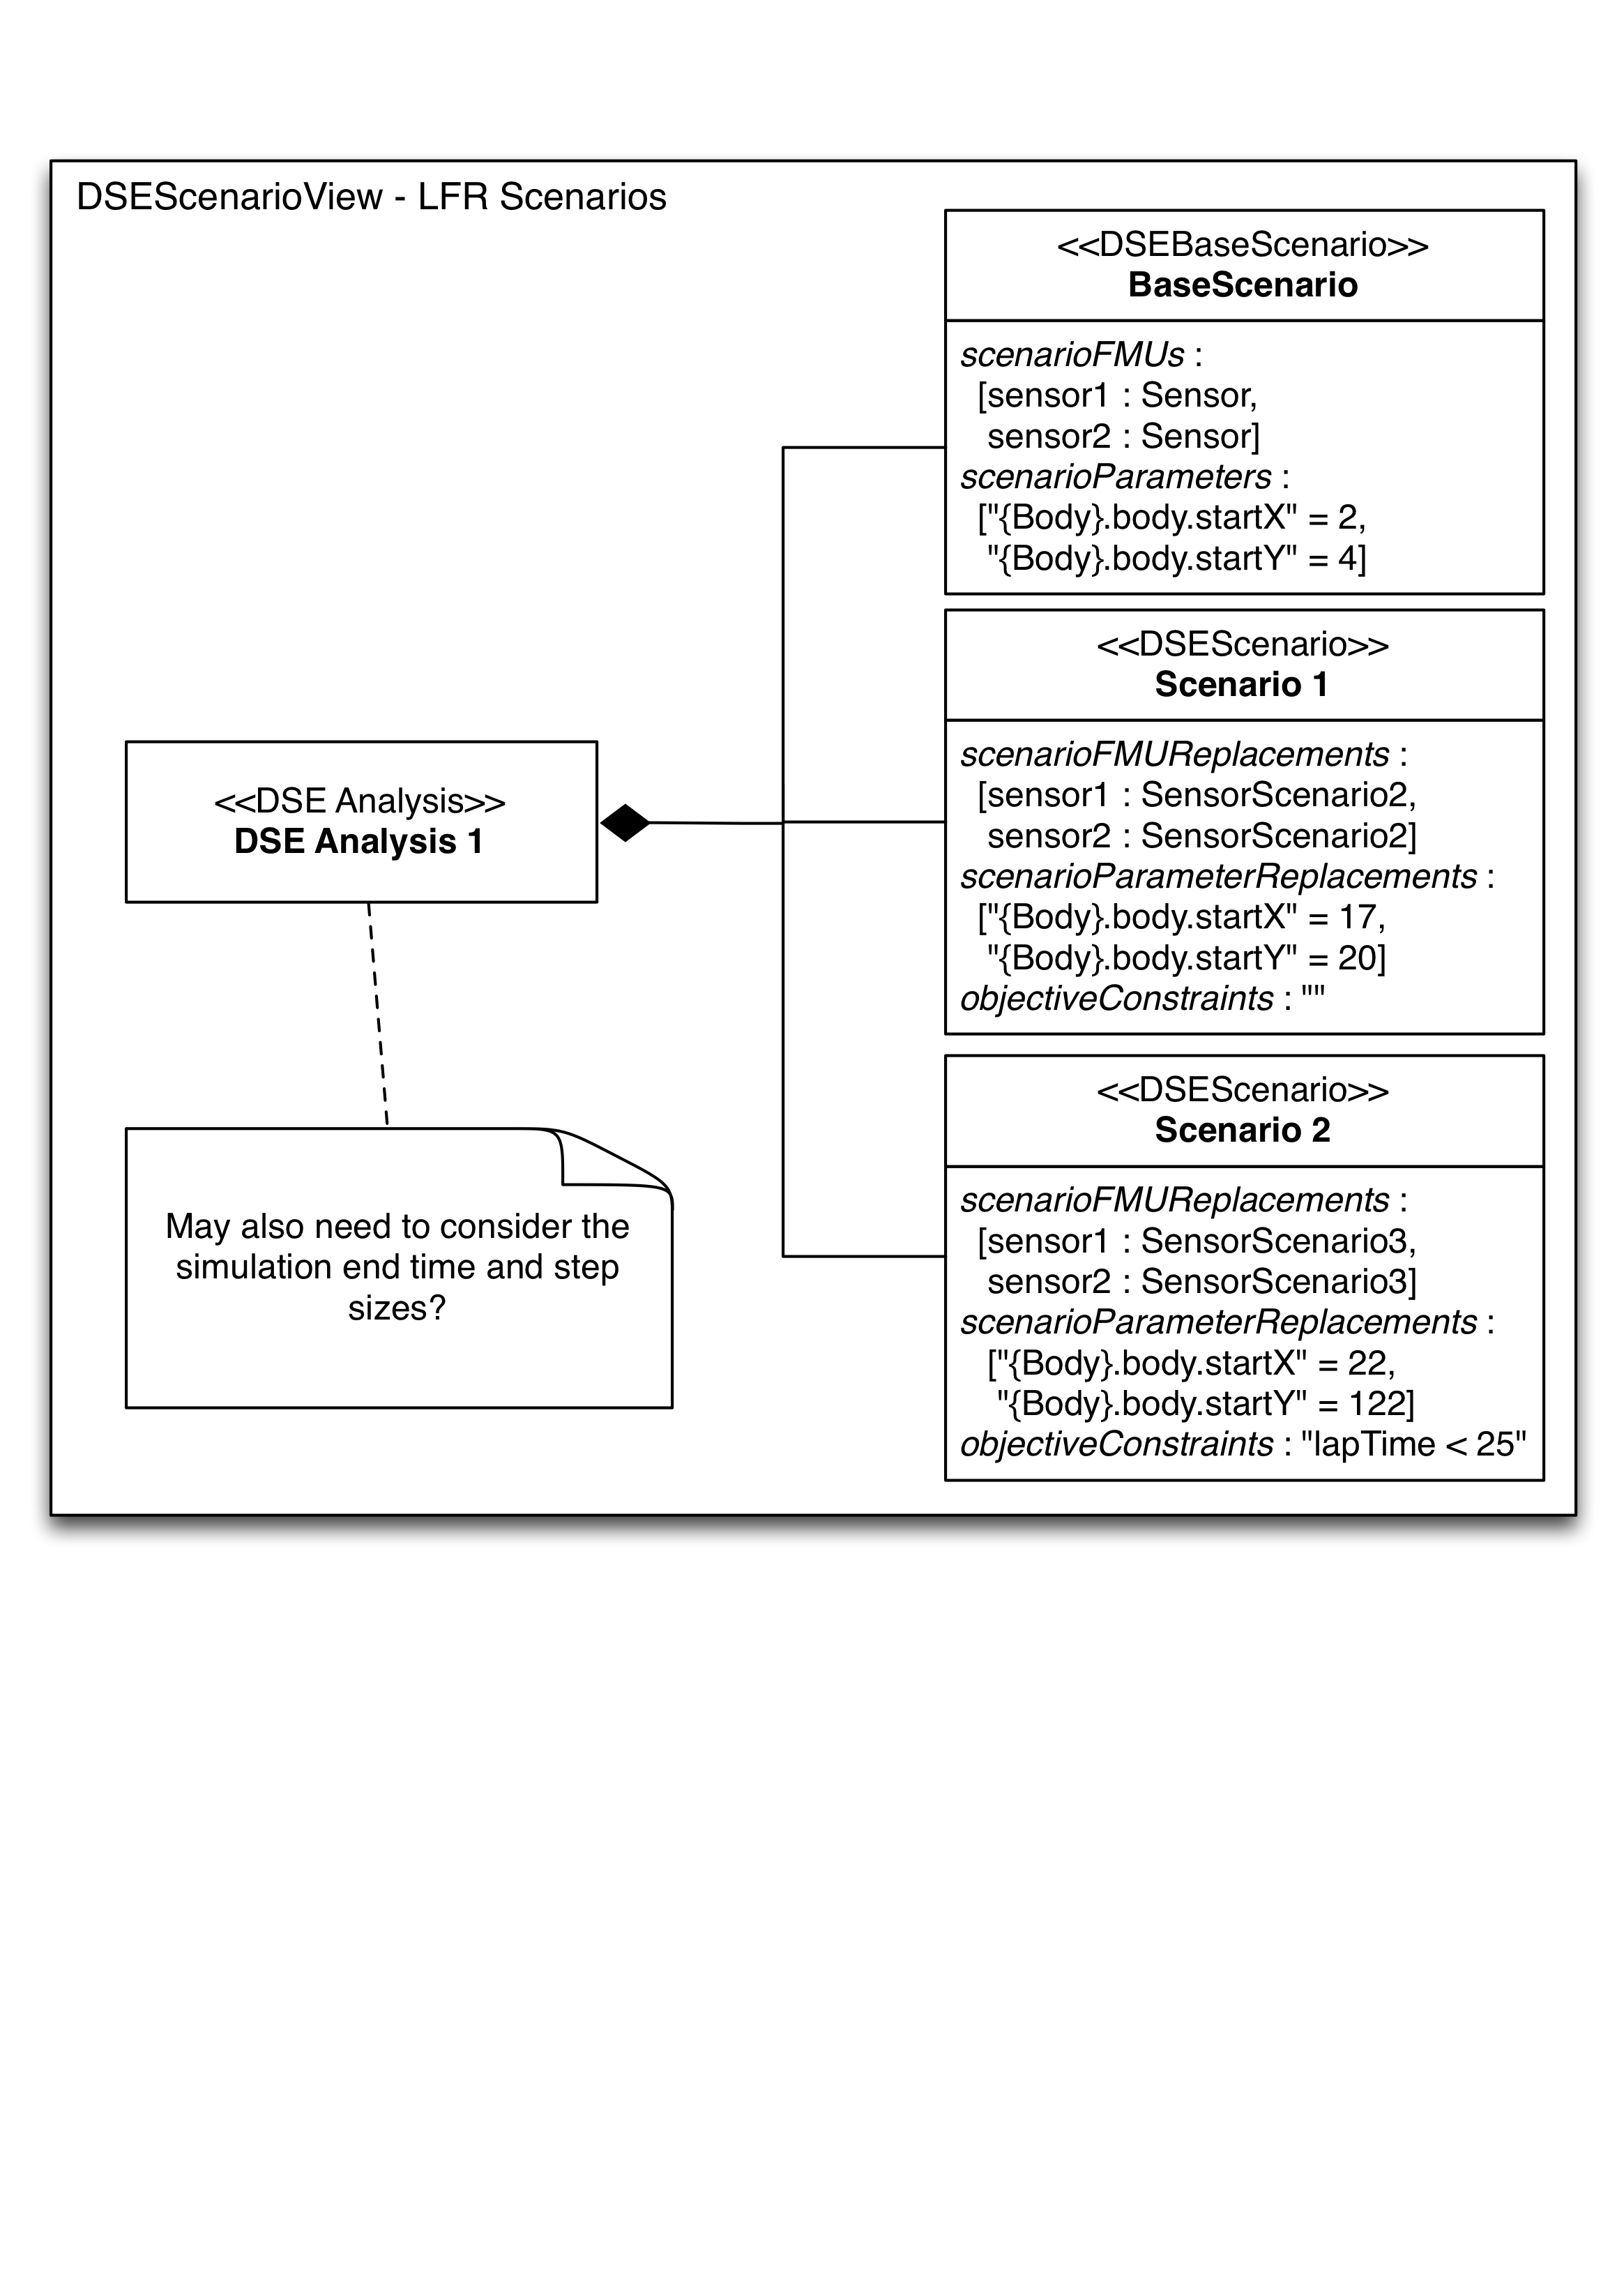 DSEScenarioView - LFR Scenarios
<<DSEBaseScenario>>
BaseScenario
scenarioFMUs :
[sensor1 : Sensor,
sensor2 : Sensor]
scenarioParameters :
["{Body}.body.startX" = 2,
"{Body}.body.startY" = 4]
<<DSEScenario>>
Scenario 1
scenarioFMUReplacements :
[sensor1 : SensorScenario2,
sensor2 : SensorScenario2]
scenarioParameterReplacements :
["{Body}.body.startX" = 17,
"{Body}.body.startY" = 20]
objectiveConstraints : ""
<<DSE Analysis>>
DSE Analysis 1
<<DSEScenario>>
Scenario 2
scenarioFMUReplacements :
[sensor1 : SensorScenario3,
sensor2 : SensorScenario3]
scenarioParameterReplacements :
["{Body}.body.startX" = 22,
"{Body}.body.startY" = 122]
objectiveConstraints : "lapTime < 25"
May also need to consider the
simulation end time and step
sizes?